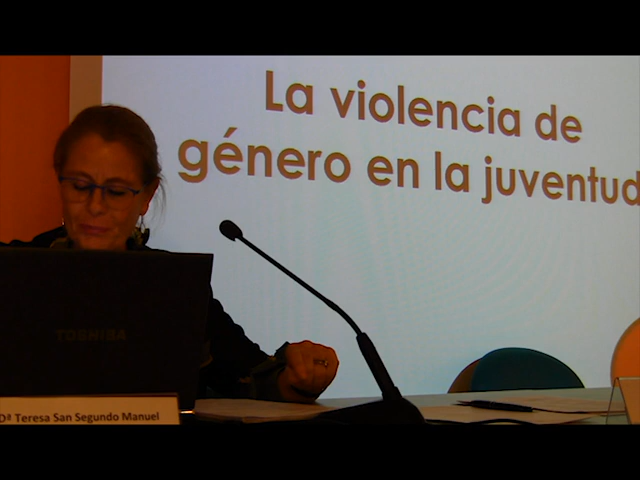 La violencia de
género en la juventud
TOSHIBA
Dª Teresa San Segundo Manuel